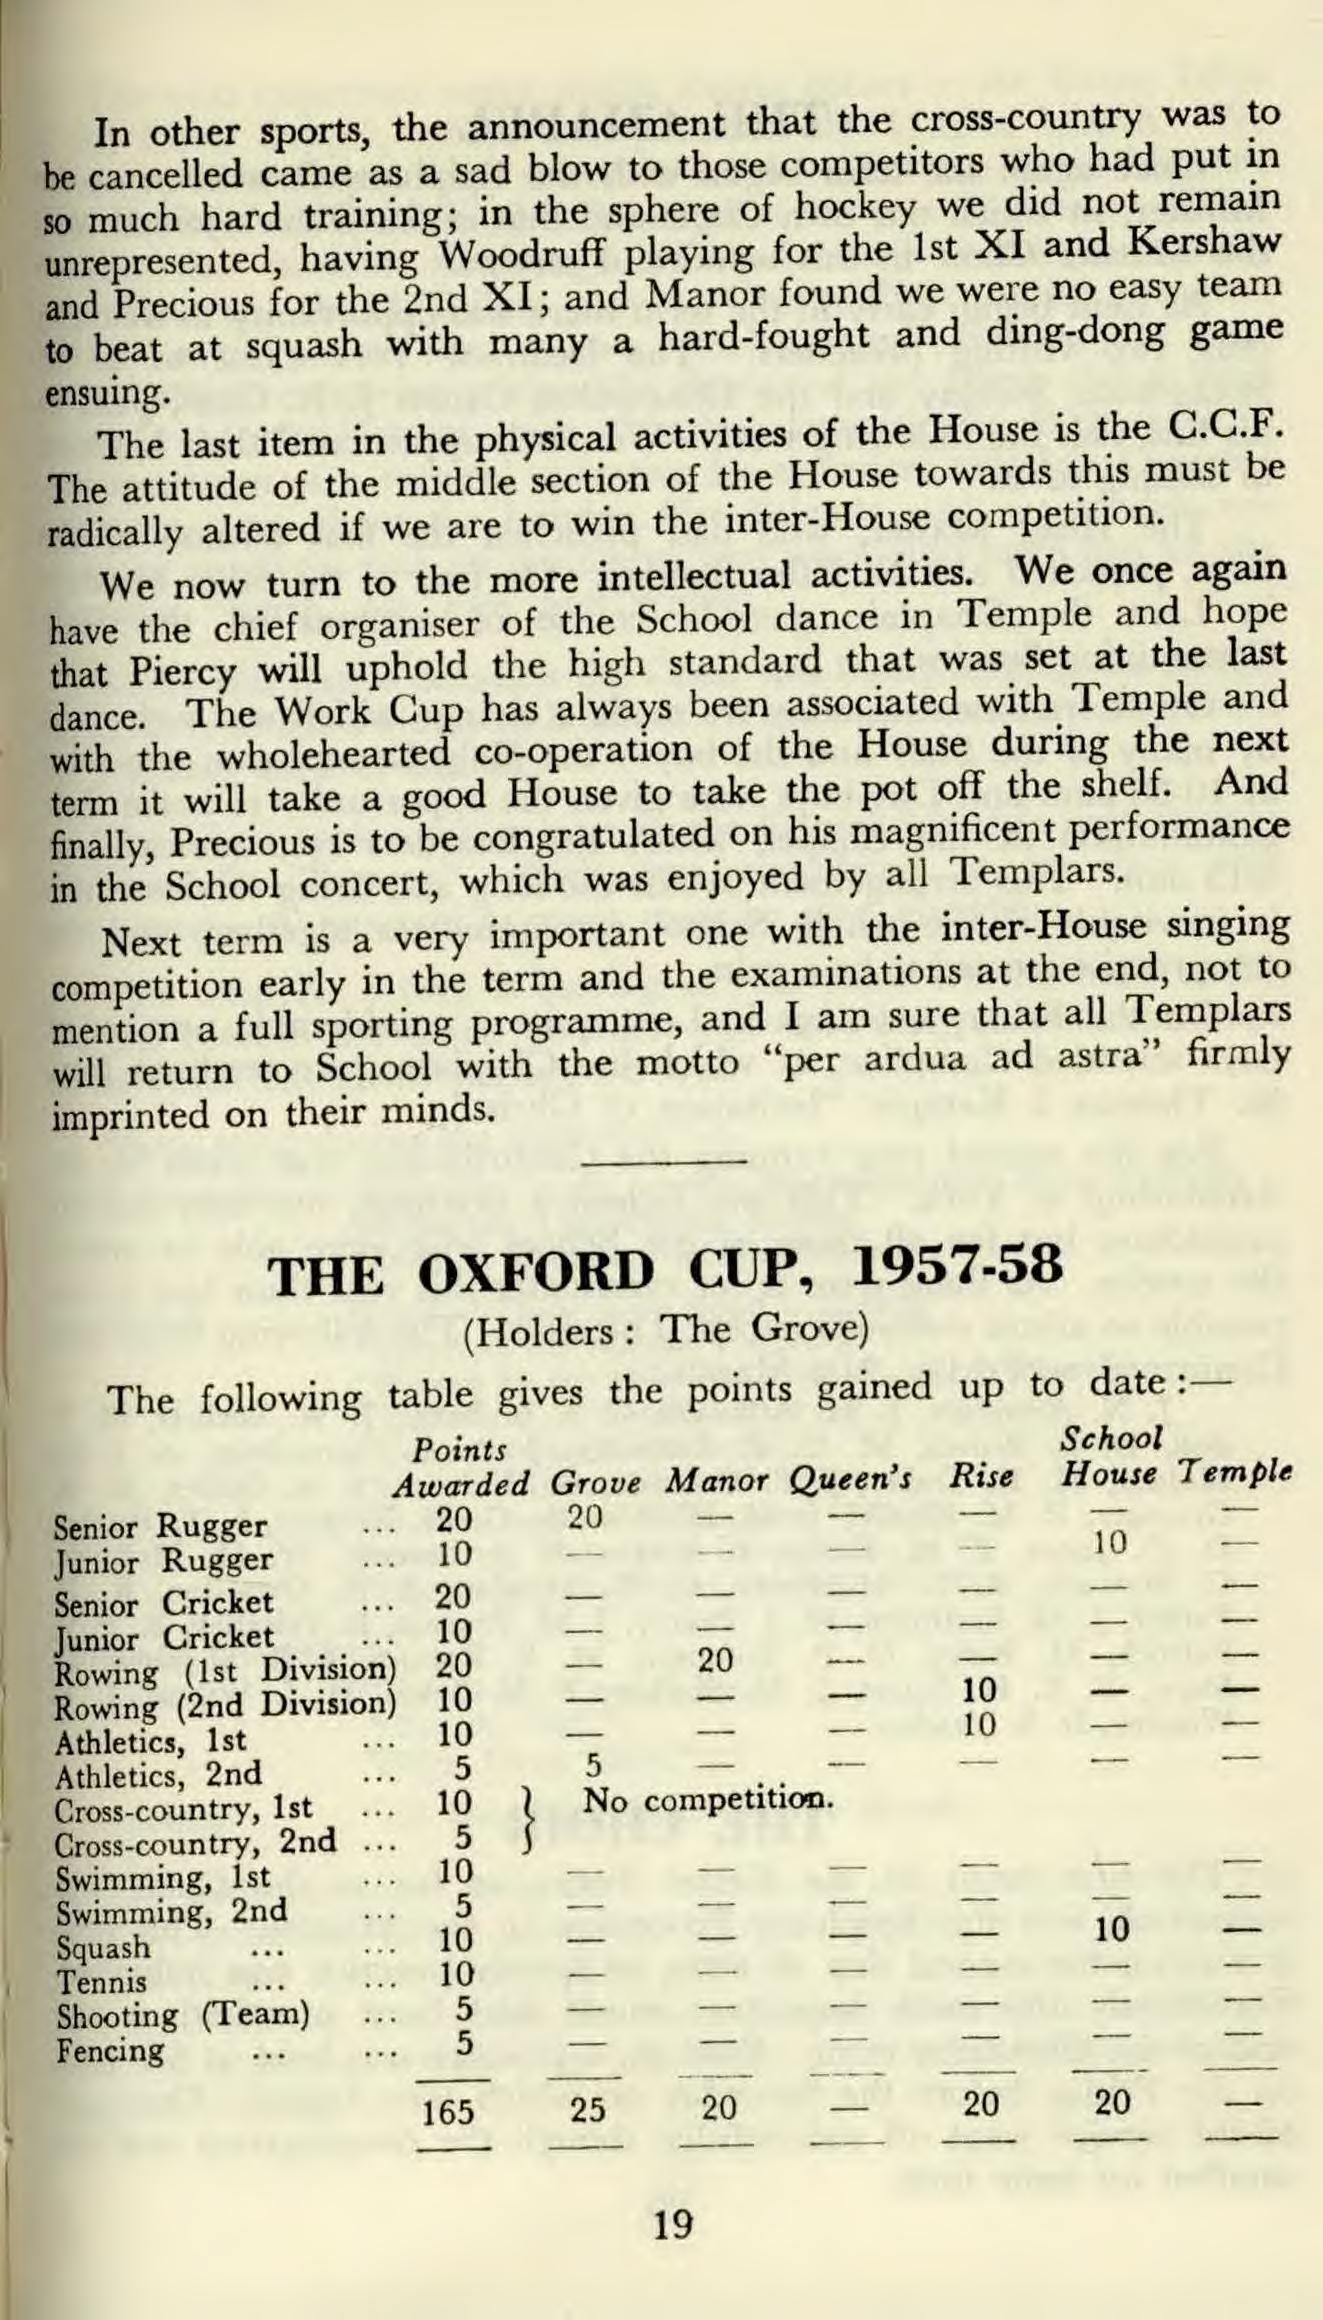 In other sports, the announcement that the cross-country was to
be cancelled came as a sad blow to those competitors who had put in
so much hard training; in the sphere of hockey we did not remain
unrepresented, having Woodruff playing for the 1st XI and Kershaw
and Precious for the 2nd XI; and Manor found we were no easy team
to beat at squash with many a hard-fought and ding-dong game
ensuing.
The last item in the physical activities of the House is the C.C.F.
The attitude of the middle section of the House towards this must be
radically altered if we are to win the inter-House competition.
We now turn to the more intellectual activities. We once again
have the chief organiser of the School dance in Temple and hope
that Piercy will uphold the high standard that was set at the last
dance. The Work Cup has always been associated with Temple and
with the wholehearted co-operation of the House during the next
term it will take a good House to take the pot off the shelf. And
finally, Precious is to be congratulated on his magnificent performance
in the School concert, which was enjoyed by all Templars.
Next term is a very important one with the inter-House singing
competition early in the term and the examinations at the end, not to
mention a full sporting programme, and I am sure that all Templars
will return to School with the motto "per ardua ad astra" firmly
imprinted on their minds.
THE OXFORD CUP, 1957-58
(Holders : The Grove)
The following table gives the points gained up to date :—
Points School
Awarded Grove Manor Queen's Rise House Temple
Senior Rugger ... 20 20 — — — — —
Junior Rugger ... 10 — — — — 10 —
Senior Cricket ... 20 — — — — — —
Junior Cricket ... 10 — — — — — —
Rowing (1st Division) 20 — 20 — — — —
Rowing (2nd Division) 10 — — — 10 — —
Athletics, 1st ... 10 — — — 10 — —
Athletics, 2nd ... 5 5 — — — — —
Cross-country, 1st ... 10 } No competition.
Cross-country, 2nd ... 5
Swimming, 1st ... 10 — — — — — —
Swimming, 2nd ... 5 — — — — — —
Squash ... ... 10 — — — — 10 —
Tennis ... ... 10 — — — — — —
Shooting (Team) ... 5 — — — — — —
Fencing ... ... 5 — — — — — —
165 25 20 — 20 20 —
19